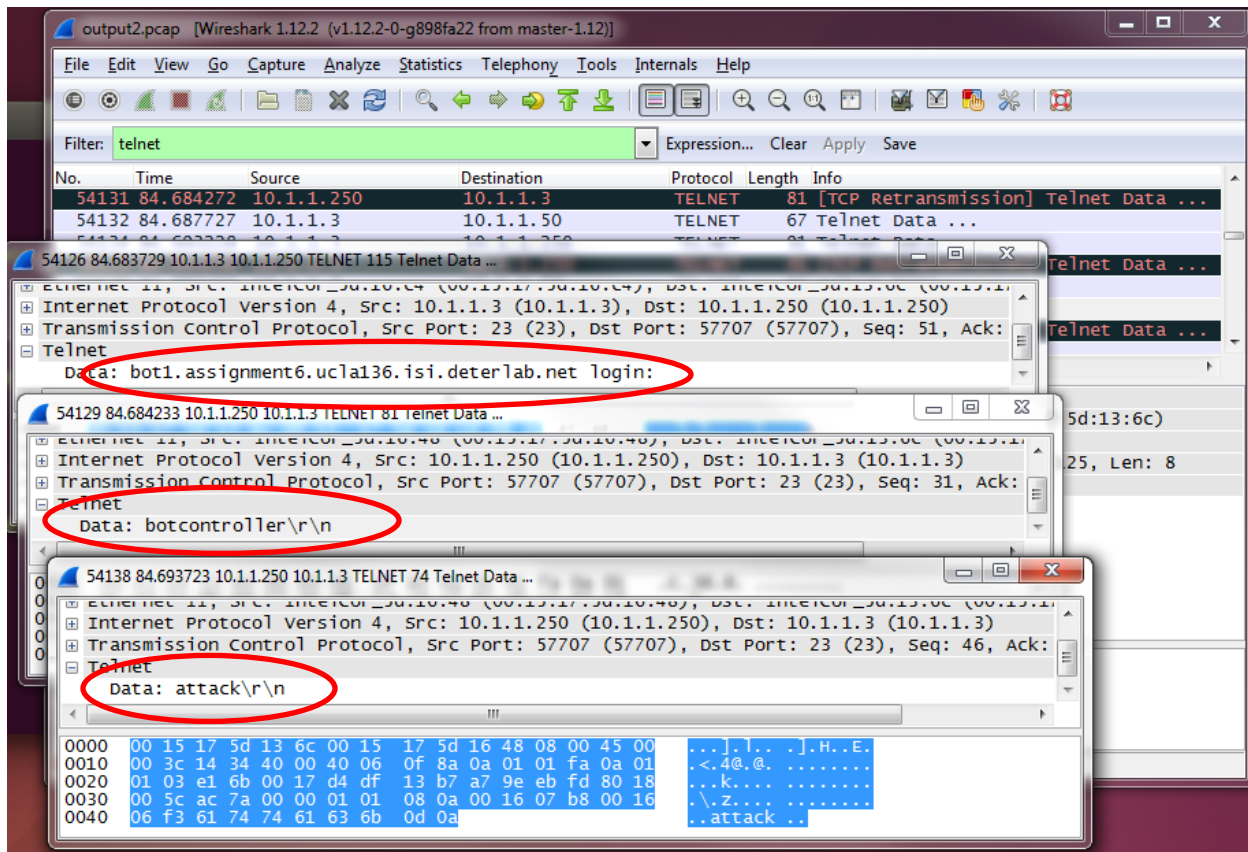 output2.pcap [Wireshark 1.12.2 (v1.12.2-0-g898fa22 from master-1.12)]
File Edit View Go Capture Analyze Statistics Telephony Tools Internals Help
Filter: telnet Expression... Clear Apply Save
No. Time Source Destination Protocol Length Info
54131 84.684272 10.1.1.250 10.1.1.3 TELNET 81 [TCP Retransmission] Telnet Data ...
54132 84.687727 10.1.1.3 10.1.1.50 TELNET 67 Telnet Data ...
Telnet Data ...
Telnet Data ...
54126 84.683729 10.1.1.3 10.1.1.250 TELNET 115 Telnet Data ...
Internet Protocol Version 4, Src: 10.1.1.3 (10.1.1.3), Dst: 10.1.1.250 (10.1.1.250)
Transmission Control Protocol, Src Port: 23 (23), Dst Port: 57707 (57707), Seq: 51, Ack:
Telnet
Data: bot1.assignment6.ucla136.isi.deterlab.net login:
5d:13:6c)
54129 84.684233 10.1.1.250 10.1.1.3 TELNET 81 Telnet Data ...
Internet Protocol Version 4, Src: 10.1.1.250 (10.1.1.250), Dst: 10.1.1.3 (10.1.1.3)
25, Len: 8
Transmission Control Protocol, Src Port: 57707 (57707), Dst Port: 23 (23), Seq: 31, Ack:
Telnet
Data: botcontroller\r\n
54138 84.693723 10.1.1.250 10.1.1.3 TELNET 74 Telnet Data ...
Internet Protocol Version 4, Src: 10.1.1.250 (10.1.1.250), Dst: 10.1.1.3 (10.1.1.3)
Transmission Control Protocol, Src Port: 57707 (57707), Dst Port: 23 (23), Seq: 46, Ack:
Telnet
Data: attack\r\n
0000 00 15 17 5d 13 6c 00 15 17 5d 16 48 08 00 45 00 ...].l.. .].H..E.
0010 00 3c 14 34 40 00 40 06 0f 8a 0a 01 01 fa 0a 01 .<.4@.@. ........
0020 01 03 e1 6b 00 17 d4 df 13 b7 a7 9e eb fd 80 18 ...k.... ........
0030 00 5c ac 7a 00 00 01 01 08 0a 00 16 07 b8 00 16 .\.z.... ........
0040 06 f3 61 74 74 61 63 6b 0d 0a ..attack ..